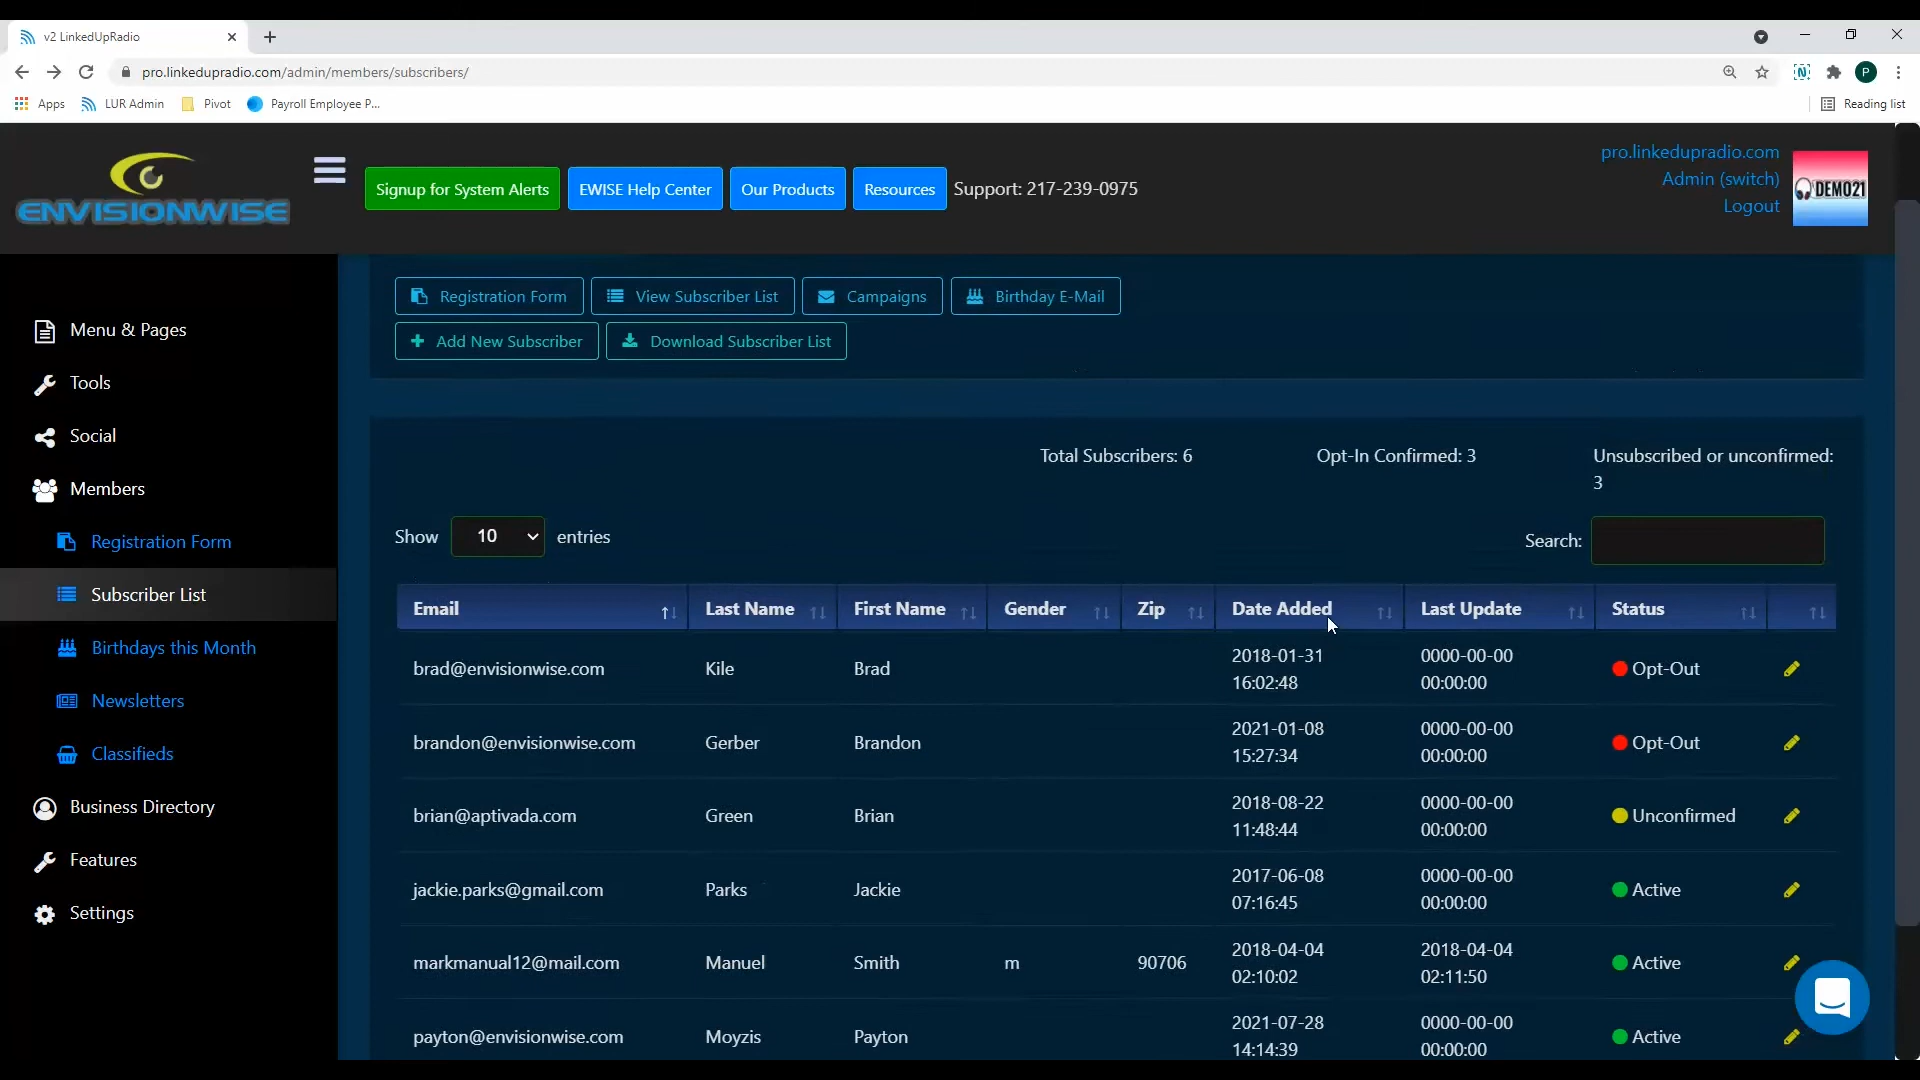 v2 LinkedUpRadio
pro.linkedupradio.com/admin/members/subscribers/
P
Apps LUR Admin Pivot Payroll Employee P... Reading list
ENVISIONWISE
Signup for System Alerts EWISE Help Center Our Products Resources Support: 217-239-0975
pro.linkedupradio.com
Admin (switch)
Logout
DEMO21
Registration Form View Subscriber List Campaigns Birthday E-Mail
Add New Subscriber Download Subscriber List
Menu & Pages
Tools
Social
Members
Registration Form
Subscriber List
Birthdays this Month
Newsletters
Classifieds
Business Directory
Features
Settings
Total Subscribers: 6 Opt-In Confirmed: 3 Unsubscribed or unconfirmed:
3
Show 10 entries Search:
Email Last Name First Name Gender Zip Date Added Last Update Status
brad@envisionwise.com Kile Brad 2018-01-31 0000-00-00 Opt-Out
16:02:48 00:00:00
brandon@envisionwise.com Gerber Brandon 2021-01-08 0000-00-00 Opt-Out
15:27:34 00:00:00
brian@aptivada.com Green Brian 2018-08-22 0000-00-00 Unconfirmed
11:48:44 00:00:00
jackie.parks@gmail.com Parks Jackie 2017-06-08 0000-00-00 Active
07:16:45 00:00:00
markmanual12@mail.com Manuel Smith m 90706 2018-04-04 2018-04-04 Active
02:10:02 02:11:50
payton@envisionwise.com Moyzis Payton 2021-07-28 0000-00-00 Active
14:14:39 00:00:00